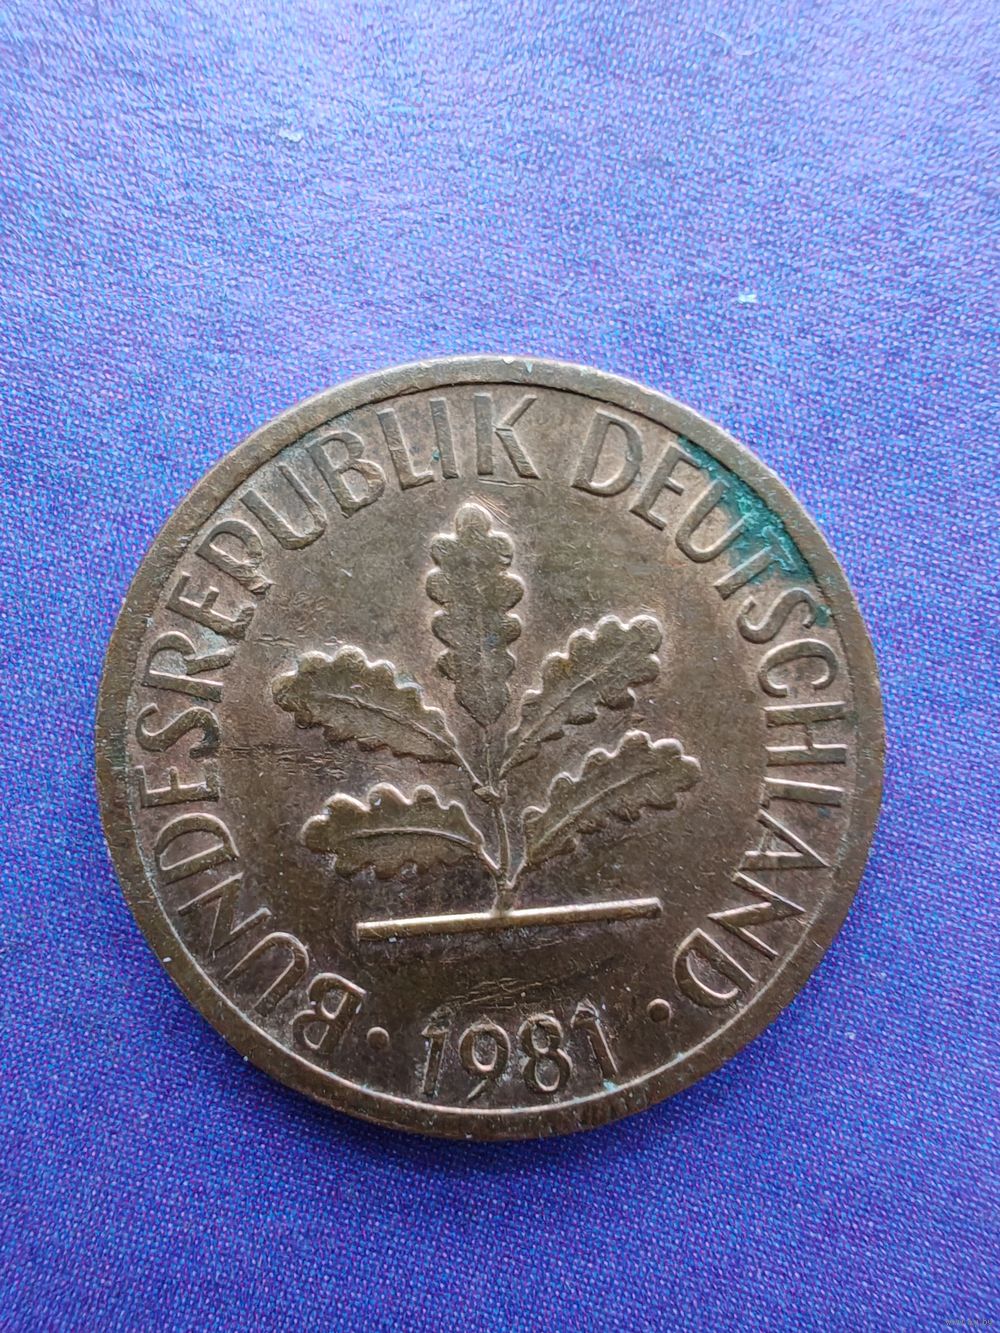 BUNDESREPUBLIK DEUTSCHLAND
· 1981 ·